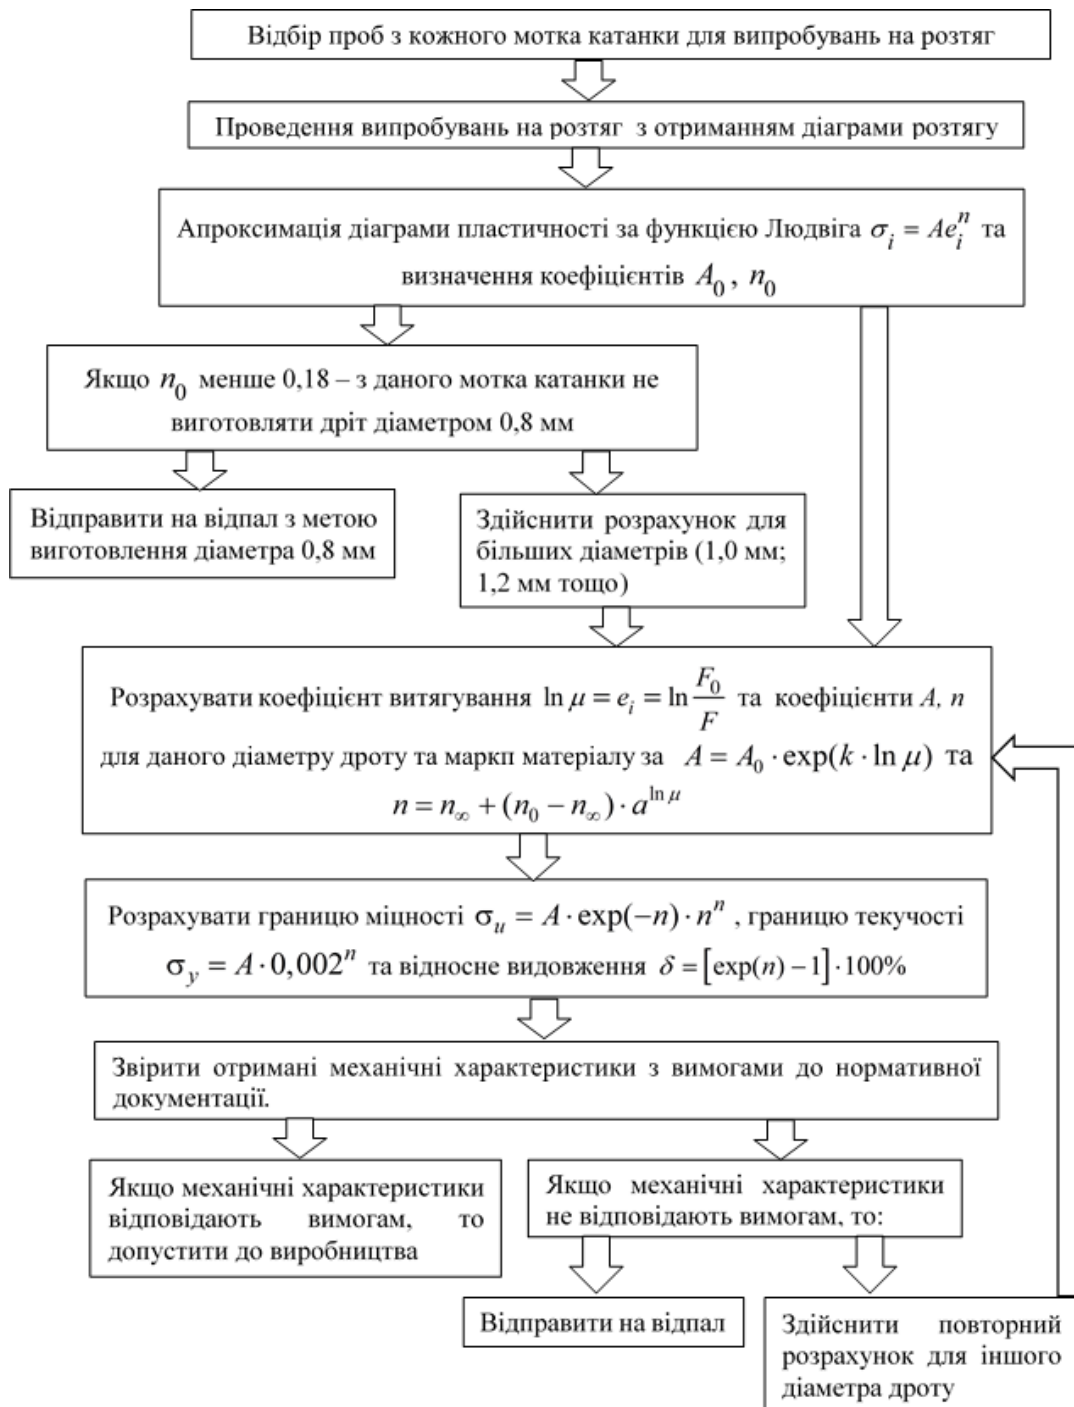 Відбір проб з кожного мотка катанки для випробувань на розтяг
Проведення випробувань на розтяг з отриманням діаграми розтягу
Апроксимація діаграми пластичності за функцією Людвіга σ_i = Ae_i^n та
визначення коефіцієнтів A_0 , n_0
Якщо n_0 менше 0,18 – з даного мотка катанки не
виготовляти дріт діаметром 0,8 мм
Відправити на відпал з метою
виготовлення діаметра 0,8 мм
Здійснити розрахунок для
більших діаметрів (1,0 мм;
1,2 мм тощо)
Розрахувати коефіцієнт витягування ln μ = e_i = ln F_0/F та коефіцієнти A, n
для даного діаметру дроту та маркп матеріалу за A = A_0 · exp(k · ln μ) та
n = n_∞ + (n_0 − n_∞) · a^{ln μ}
Розрахувати границю міцності σ_u = A · exp(−n) · n^n , границю текучості
σ_y = A · 0,002^n та відносне видовження δ = [exp(n) − 1] · 100%
Звірити отримані механічні характеристики з вимогами до нормативної
документації.
Якщо механічні характеристики
відповідають вимогам, то
допустити до виробництва
Якщо механічні характеристики
не відповідають вимогам, то:
Відправити на відпал
Здійснити повторний
розрахунок для іншого
діаметра дроту